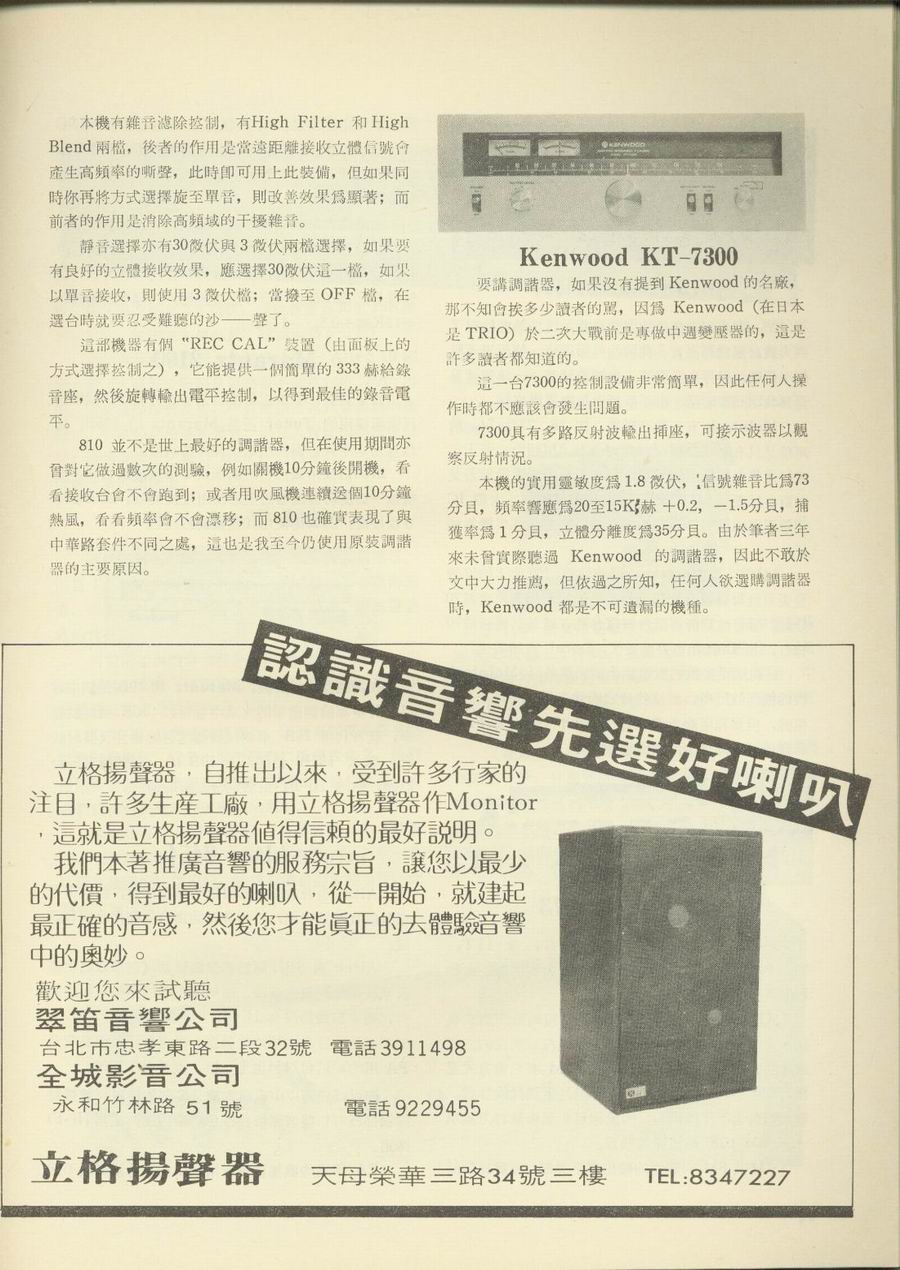 本機有雜音濾除控制，有High Filter 和 High
Blend 兩檔，後者的作用是當遠距離接收立體信號會
產生高頻率的嘶聲，此時即可用上此裝備，但如果同
時你再將方式選擇旋至單音，則改善效果爲顯著；而
前者的作用是消除高頻域的干擾雜音。
靜音選擇亦有30微伏與 3 微伏兩檔選擇，如果要
有良好的立體接收效果，應選擇30微伏這一檔，如果
以單音接收，則使用 3 微伏檔；當撥至 OFF 檔，在
選台時就要忍受難聽的沙——聲了。
這部機器有個 “REC CAL” 裝置（由面板上的
方式選擇控制之），它能提供一個簡單的 333 赫給錄
音座，然後旋轉輸出電平控制，以得到最佳的錄音電
平。
810 並不是世上最好的調諧器，但在使用期間亦
曾對它做過數次的測驗，例如關機10分鐘後開機，看
看接收台會不會跑到；或者用吹風機連續送個10分鐘
熱風，看看頻率會不會漂移；而 810 也確實表現了與
中華路套件不同之處，這也是我至今仍使用原裝調諧
器的主要原因。
KENWOOD
Kenwood KT-7300
要講調諧器，如果沒有提到 Kenwood 的名廠，
那不知會挨多少讀者的駡，因爲 Kenwood（在日本
是 TRIO）於二次大戰前是專做中週變壓器的，這是
許多讀者都知道的。
這一台7300的控制設備非常簡單，因此任何人操
作時都不應該會發生問題。
7300具有多路反射波輸出揷座，可接示波器以觀
察反射情況。
本機的實用靈敏度爲 1.8 微伏，信號雜音比爲73
分貝，頻率響應爲20至15K赫 +0.2，−1.5分貝，捕
獲率爲 1 分貝，立體分離度爲35分貝。由於筆者三年
來未曾實際聽過 Kenwood 的調諧器，因此不敢於
文中大力推薦，但依過之所知，任何人欲選購調諧器
時，Kenwood 都是不可遺漏的機種。
認識音響先選好喇叭
立格揚聲器，自推出以來，受到許多行家的
注目，許多生産工廠，用立格揚聲器作Monitor
，這就是立格揚聲器値得信賴的最好説明。
我們本著推廣音響的服務宗旨，讓您以最少
的代價，得到最好的喇叭，從一開始，就建起
最正確的音感，然後您才能眞正的去體驗音響
中的奧妙。
歡迎您來試聽
翠笛音響公司
台北市忠孝東路二段32號 電話3911498
全城影音公司
永和竹林路 51號 電話9229455
立格揚聲器 天母榮華三路34號三樓 TEL:8347227